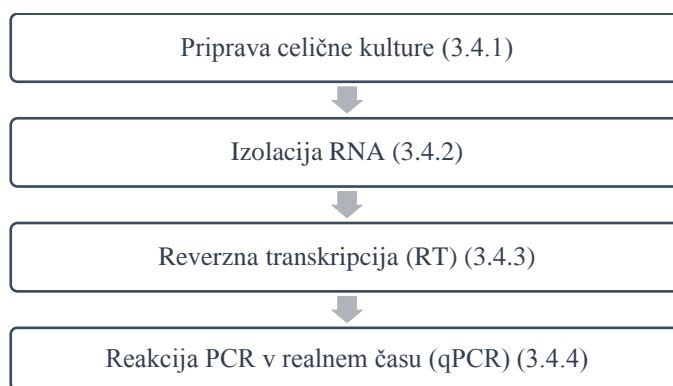 Priprava celične kulture (3.4.1)
Izolacija RNA (3.4.2)
Reverzna transkripcija (RT) (3.4.3)
Reakcija PCR v realnem času (qPCR) (3.4.4)